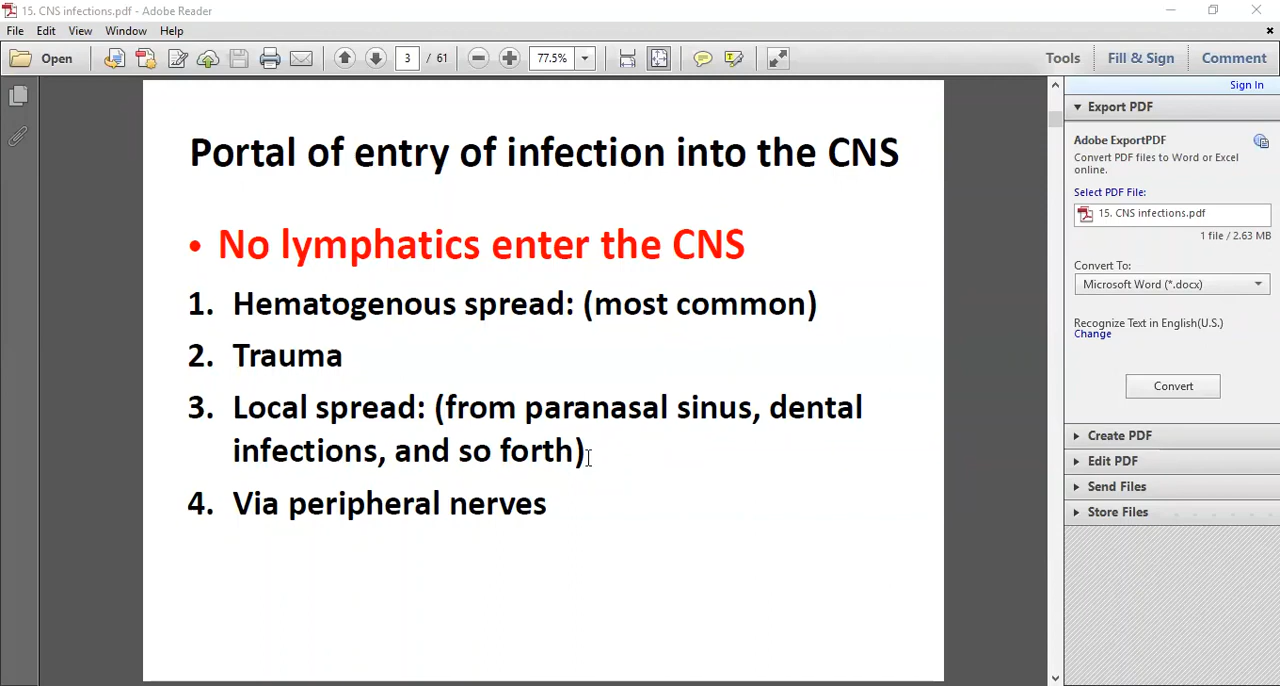 15. CNS infections.pdf - Adobe Reader
File Edit View Window Help
Open 3 / 61 77.5% Tools Fill & Sign Comment
Sign In
Portal of entry of infection into the CNS
• No lymphatics enter the CNS
1. Hematogenous spread: (most common)
2. Trauma
3. Local spread: (from paranasal sinus, dental
infections, and so forth)
4. Via peripheral nerves
Export PDF
Adobe ExportPDF
Convert PDF files to Word or Excel
online.
Select PDF File:
15. CNS infections.pdf
1 file / 2.63 MB
Convert To:
Microsoft Word (*.docx)
Recognize Text in English(U.S.)
Change
Convert
Create PDF
Edit PDF
Send Files
Store Files